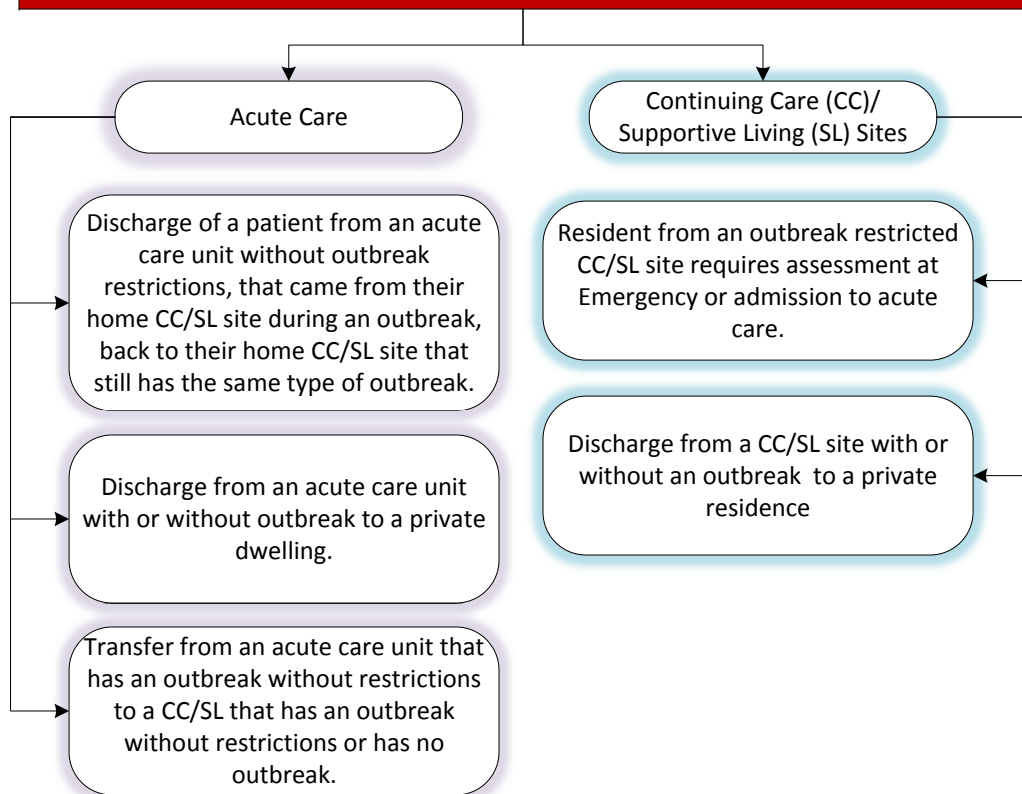 Acute Care
Continuing Care (CC)/
Supportive Living (SL) Sites
Discharge of a patient from an acute
care unit without outbreak
restrictions, that came from their
home CC/SL site during an outbreak,
back to their home CC/SL site that
still has the same type of outbreak.
Discharge from an acute care unit
with or without outbreak to a private
dwelling.
Transfer from an acute care unit that
has an outbreak without restrictions
to a CC/SL that has an outbreak
without restrictions or has no
outbreak.
Resident from an outbreak restricted
CC/SL site requires assessment at
Emergency or admission to acute
care.
Discharge from a CC/SL site with or
without an outbreak  to a private
residence